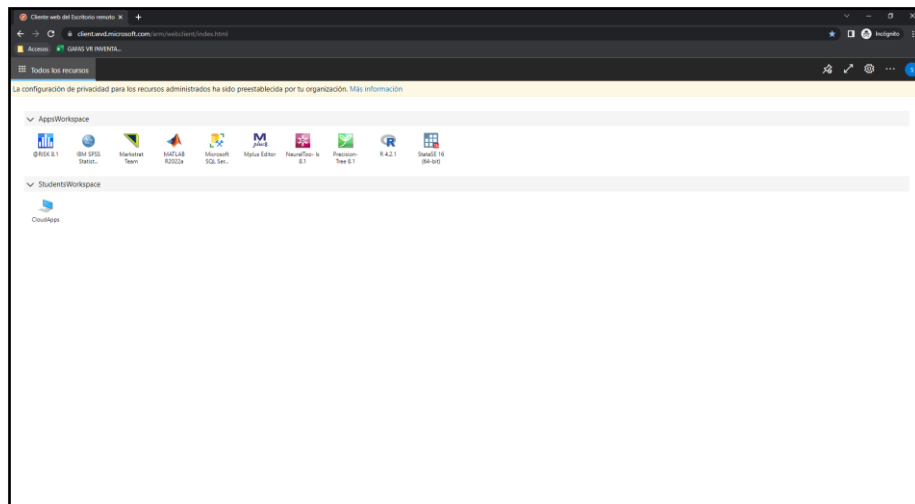 Cliente web del Escritorio remoto
client.wvd.microsoft.com/arm/webclient/index.html
Incógnito
Accesos
GAFAS VR INVENTA...
Todos los recursos
La configuración de privacidad para los recursos administrados ha sido preestablecida por tu organización. Más información
AppsWorkspace
@RISK 8.1
IBM SPSS Statist...
Markstrat Team
MATLAB R2022a
Microsoft SQL Ser...
Mplus Editor
NeuralToo- ls 8.1
Precision- Tree 8.1
R 4.2.1
StataSE 16 (64-bit)
StudentsWorkspace
CloudApps